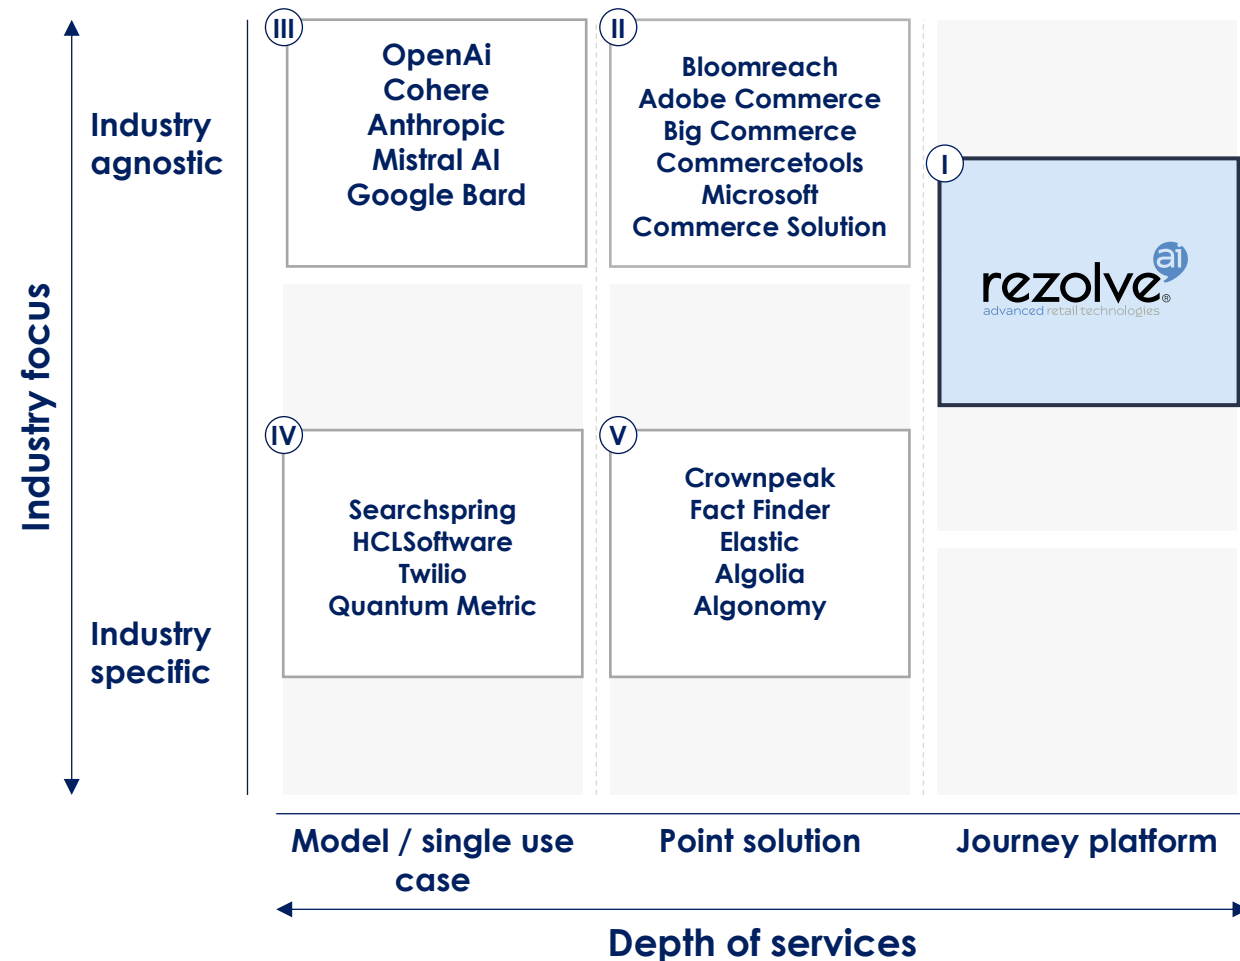 Industry focus
Industry
agnostic
Industry
specific
III
OpenAi
Cohere
Anthropic
Mistral AI
Google Bard
II
Bloomreach
Adobe Commerce
Big Commerce
Commercetools
Microsoft
Commerce Solution
I
rezolve ai
®
advanced retail technologies
IV
Searchspring
HCLSoftware
Twilio
Quantum Metric
V
Crownpeak
Fact Finder
Elastic
Algolia
Algonomy
Model / single use
case
Point solution
Journey platform
Depth of services